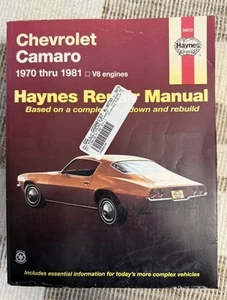 Chevrolet
Camaro
1970 thru 1981 □ V8 engines
Haynes
Haynes Repair Manual
Based on a complete teardown and rebuild
Includes essential information for today's more complex vehicles